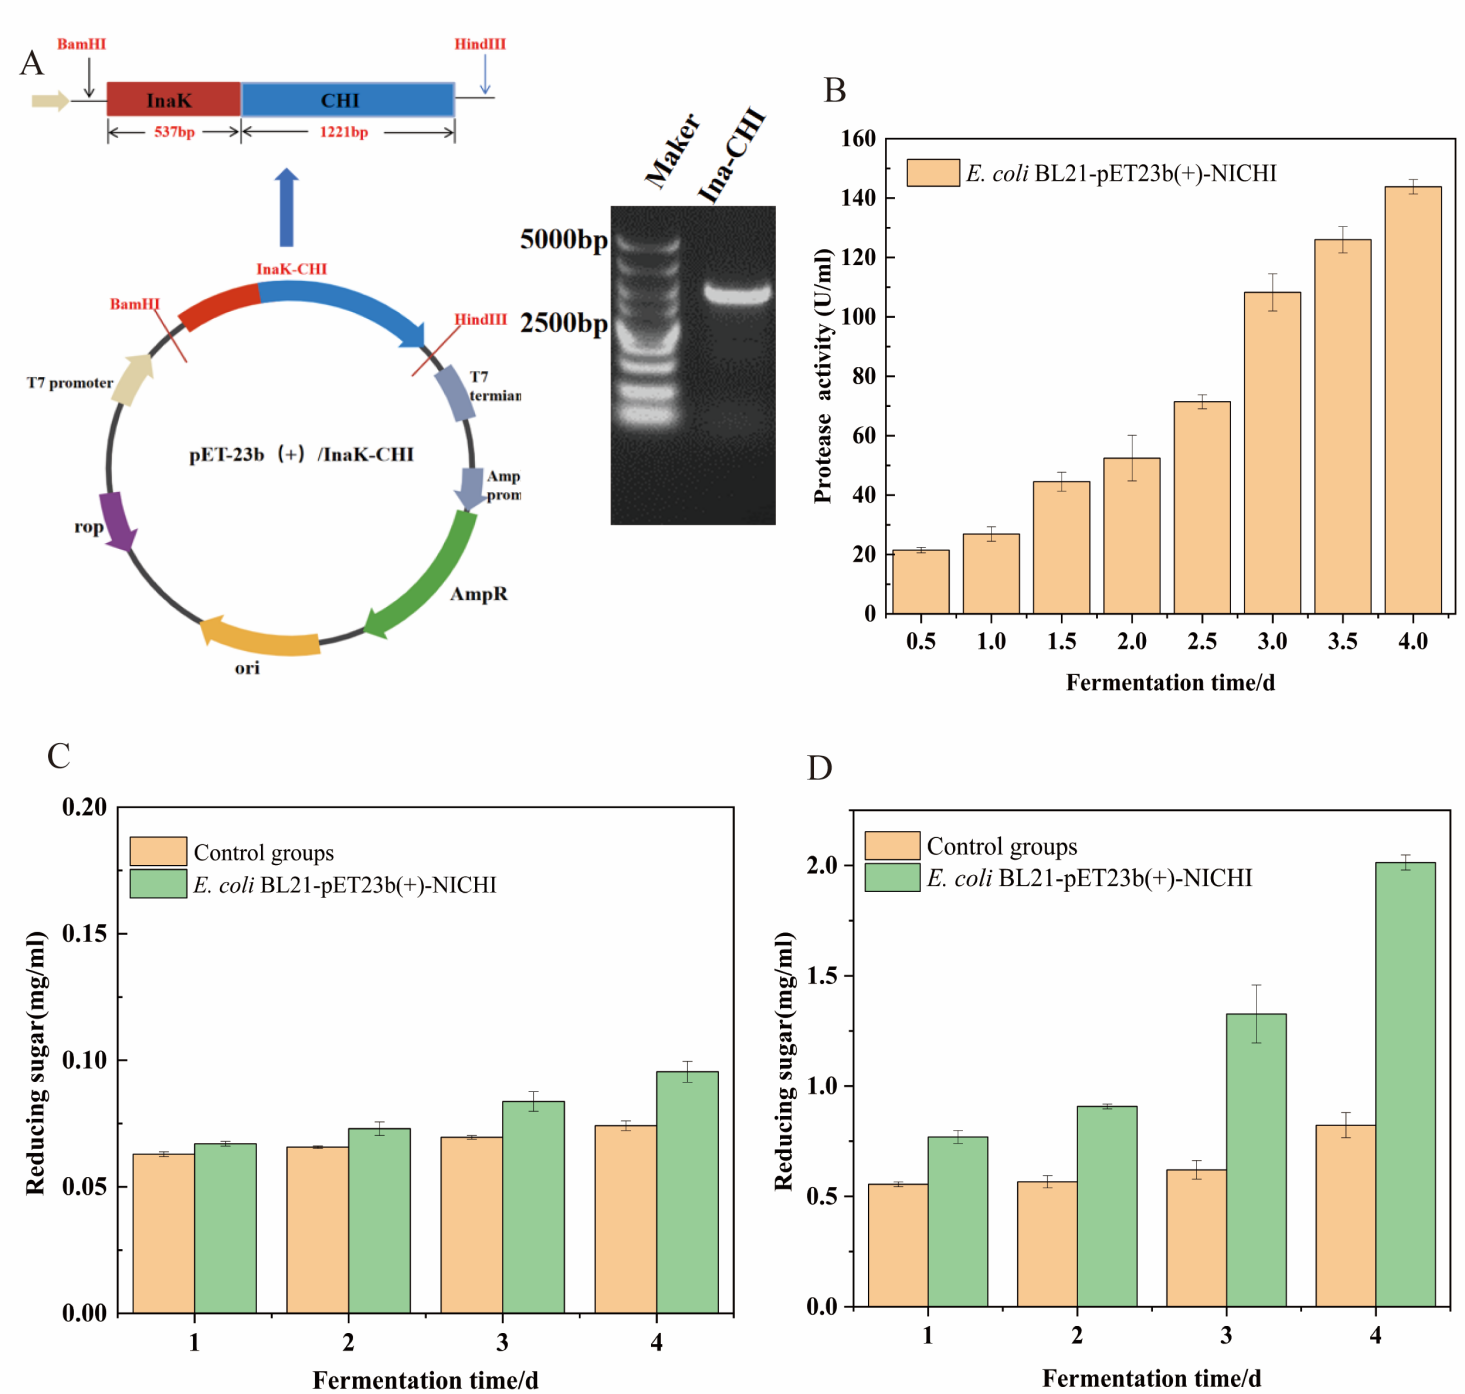 A
BamHI
HindIII
InaK
CHI
537bp
1221bp
InaK-CHI
BamHI
HindIII
T7 promoter
T7
termian
pET-23b（+）/InaK-CHI
Amp
prom
rop
AmpR
ori
Maker
Ina-CHI
5000bp
2500bp
B
160
140
120
100
80
60
40
20
0
Protease activity (U/ml)
E. coli BL21-pET23b(+)-NICHI
0.5 1.0 1.5 2.0 2.5 3.0 3.5 4.0
Fermentation time/d
C
0.20
0.15
0.10
0.05
0.00
Reducing sugar(mg/ml)
Control groups
E. coli BL21-pET23b(+)-NICHI
1 2 3 4
Fermentation time/d
D
2.0
1.5
1.0
0.5
0.0
Reducing sugar(mg/ml)
Control groups
E. coli BL21-pET23b(+)-NICHI
1 2 3 4
Fermentation time/d